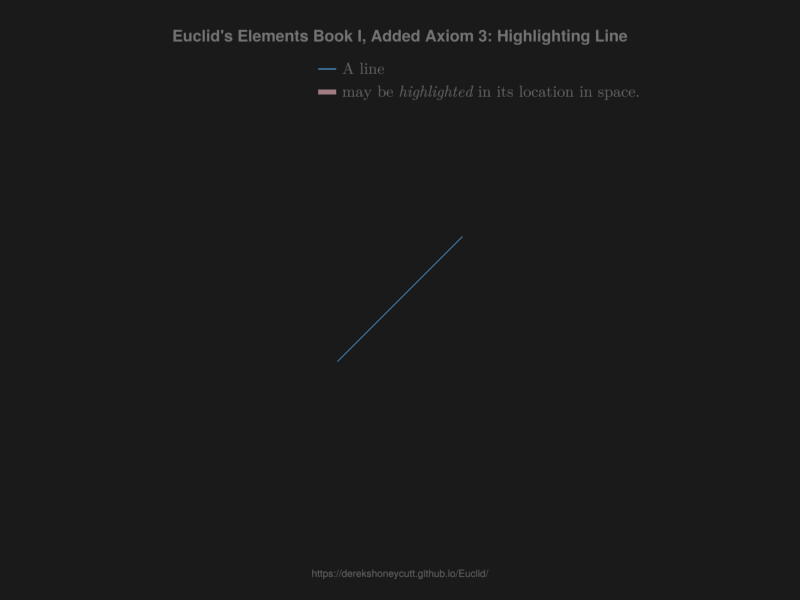 Euclid's Elements Book I, Added Axiom 3: Highlighting Line
A line
may be highlighted in its location in space.
https://derekshoneycutt.github.io/Euclid/